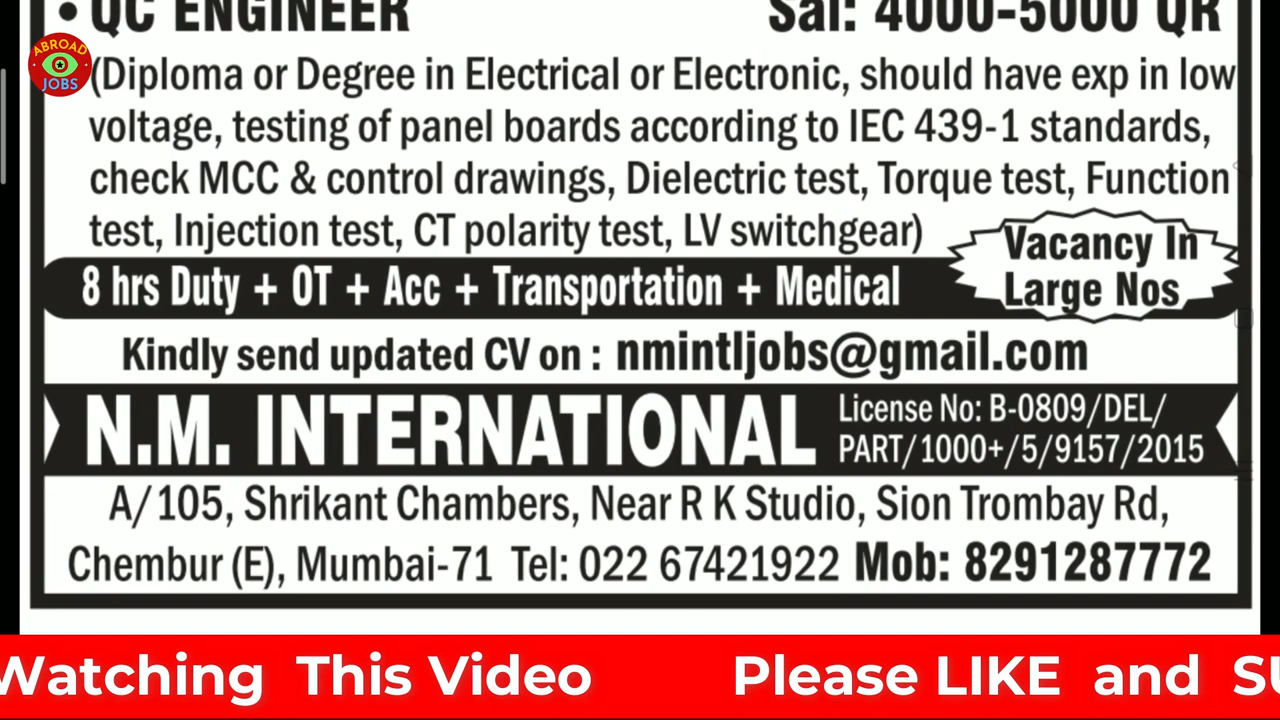 • QC ENGINEER Sal: 4000-5000 QR
ABROAD JOBS
(Diploma or Degree in Electrical or Electronic, should have exp in low
voltage, testing of panel boards according to IEC 439-1 standards,
check MCC & control drawings, Dielectric test, Torque test, Function
test, Injection test, CT polarity test, LV switchgear)
Vacancy In
Large Nos
8 hrs Duty + OT + Acc + Transportation + Medical
Kindly send updated CV on : nmintljobs@gmail.com
N.M. INTERNATIONAL
License No: B-0809/DEL/
PART/1000+/5/9157/2015
A/105, Shrikant Chambers, Near R K Studio, Sion Trombay Rd,
Chembur (E), Mumbai-71 Tel: 022 67421922 Mob: 8291287772
Watching This Video Please LIKE and SU